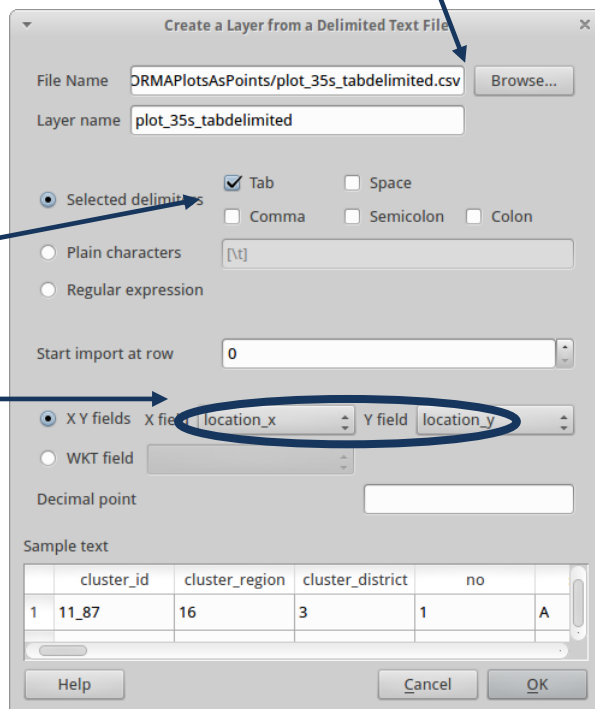 Create a Layer from a Delimited Text File
File Name ORMAPlotsAsPoints/plot_35s_tabdelimited.csv Browse...
Layer name plot_35s_tabdelimited
Tab Space
Selected delimiters
Comma Semicolon Colon
Plain characters [\t]
Regular expression
Start import at row 0
X Y fields X field location_x Y field location_y
WKT field
Decimal point
Sample text
cluster_id cluster_region cluster_district no
1 11_87 16 3 1 A
Help Cancel OK